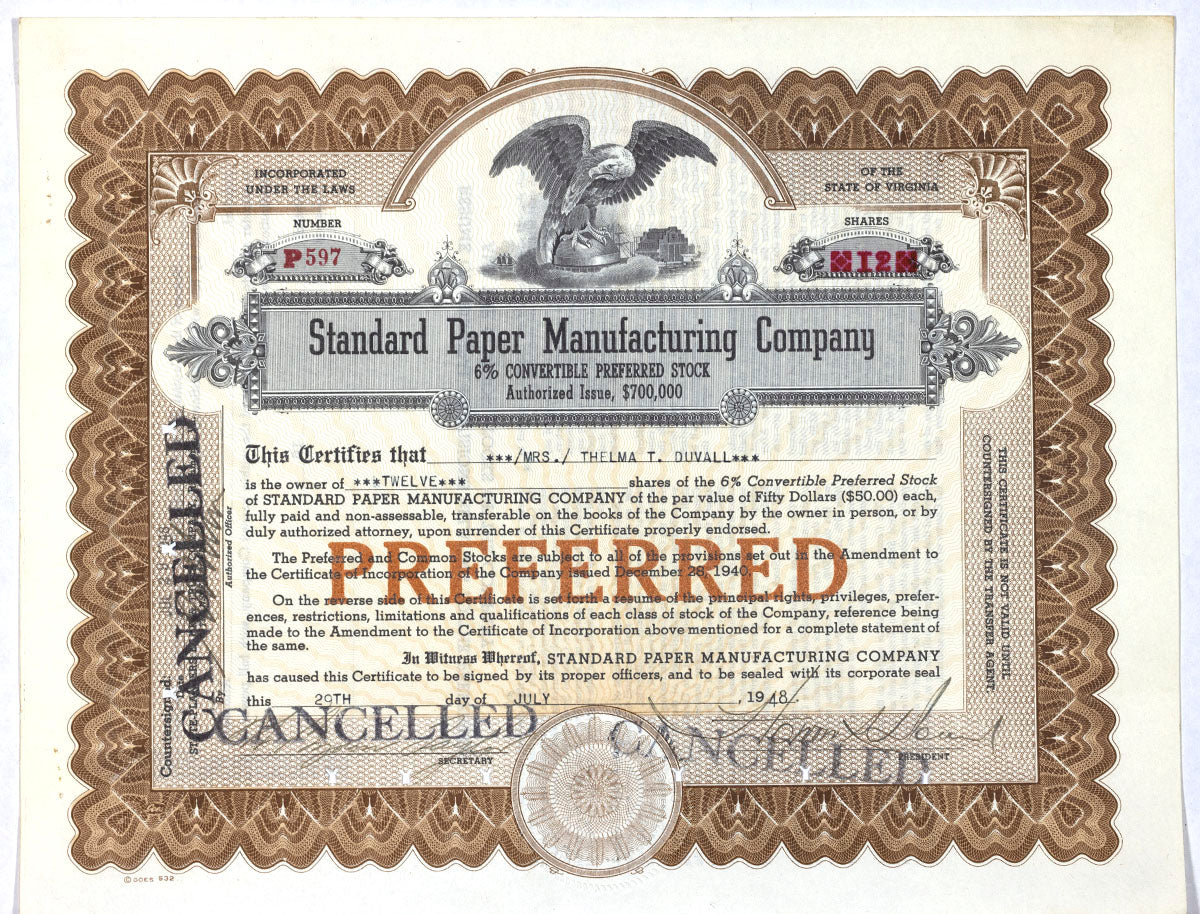 INCORPORATED
UNDER THE LAWS
OF THE
STATE OF VIRGINIA
NUMBER
P597
SHARES
12
Standard Paper Manufacturing Company
6% CONVERTIBLE PREFERRED STOCK
Authorized Issue, $700,000
This Certifies that ***/MRS./ THELMA T. DUVALL***
is the owner of ***TWELVE*** shares of the 6% Convertible Preferred Stock
of STANDARD PAPER MANUFACTURING COMPANY of the par value of Fifty Dollars ($50.00) each,
fully paid and non-assessable, transferable on the books of the Company by the owner in person, or by
duly authorized attorney, upon surrender of this Certificate properly endorsed.
PREFERRED
The Preferred and Common Stocks are subject to all of the provisions set out in the Amendment to
the Certificate of Incorporation of the Company issued December 28, 1940.
On the reverse side of this Certificate is set forth a resume of the principal rights, privileges, prefer-
ences, restrictions, limitations and qualifications of each class of stock of the Company, reference being
made to the Amendment to the Certificate of Incorporation above mentioned for a complete statement of
the same.
In Witness Whereof, STANDARD PAPER MANUFACTURING COMPANY
has caused this Certificate to be signed by its proper officers, and to be sealed with its corporate seal
this 29TH day of JULY, 1948
SECRETARY
PRESIDENT
CANCELLED
CANCELLED
CANCELLED
Countersigned:
By
Authorized Officer
THIS CERTIFICATE IS NOT VALID UNTIL
COUNTERSIGNED BY THE TRANSFER AGENT
© GOES 532